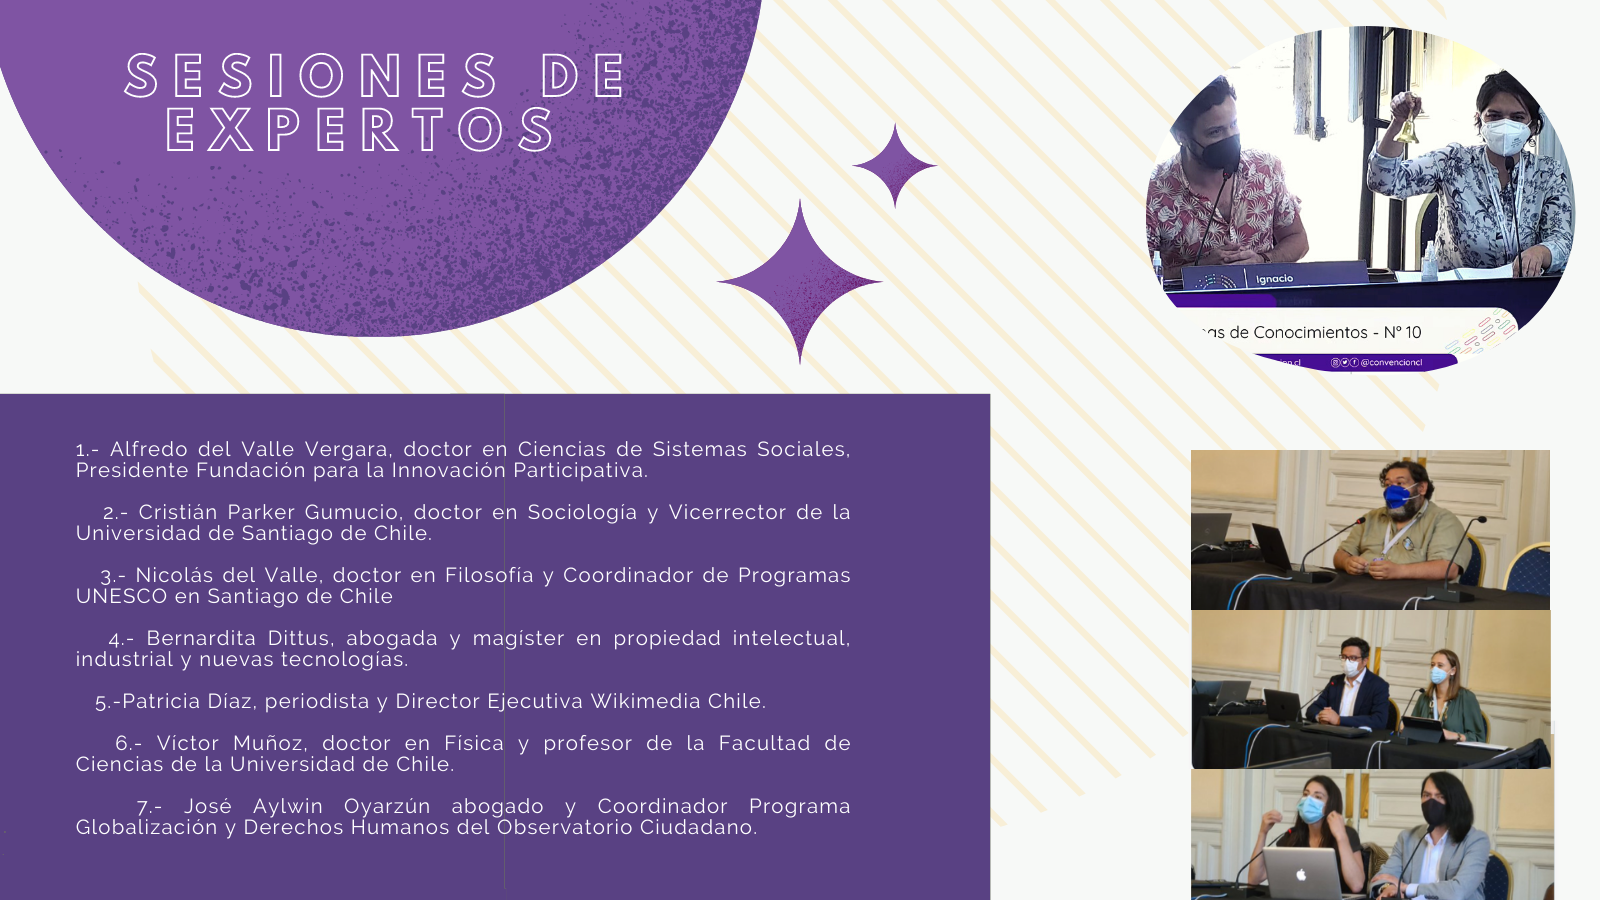 SESIONES DE
EXPERTOS
Ignacio
de Conocimientos - Nº 10
@convencioncl
1.- Alfredo del Valle Vergara, doctor en Ciencias de Sistemas Sociales,
Presidente Fundación para la Innovación Participativa.
2.- Cristián Parker Gumucio, doctor en Sociología y Vicerrector de la
Universidad de Santiago de Chile.
3.- Nicolás del Valle, doctor en Filosofía y Coordinador de Programas
UNESCO en Santiago de Chile
4.- Bernardita Dittus, abogada y magíster en propiedad intelectual,
industrial y nuevas tecnologías.
5.-Patricia Díaz, periodista y Director Ejecutiva Wikimedia Chile.
6.- Víctor Muñoz, doctor en Física y profesor de la Facultad de
Ciencias de la Universidad de Chile.
7.- José Aylwin Oyarzún abogado y Coordinador Programa
Globalización y Derechos Humanos del Observatorio Ciudadano.